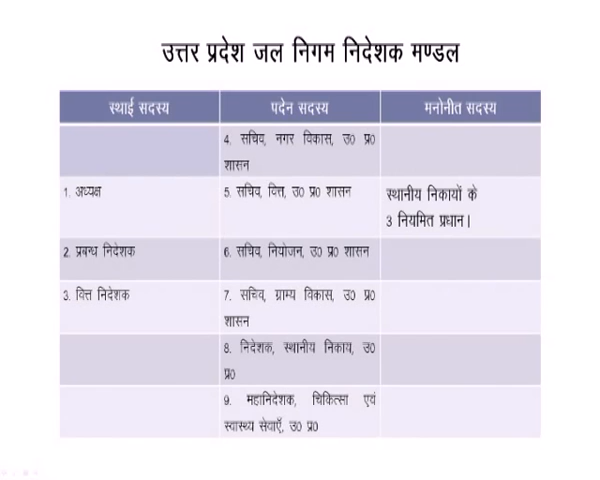 उत्तर प्रदेश जल निगम निदेशक मण्डल
स्थाई सदस्य पदेन सदस्य मनोनीत सदस्य
4. सचिव, नगर विकास, उ0 प्र0
शासन
1. अध्यक्ष 5. सचिव, वित्त, उ0 प्र0 शासन स्थानीय निकायों के
3 नियमित प्रधान।
2. प्रबन्ध निदेशक 6. सचिव, नियोजन, उ0 प्र0 शासन
3. वित्त निदेशक 7. सचिव, ग्राम्य विकास, उ0 प्र0
शासन
8. निदेशक, स्थानीय निकाय, उ0
प्र0
9. महानिदेशक, चिकित्सा एवं
स्वास्थ्य सेवाएँ, उ0 प्र0